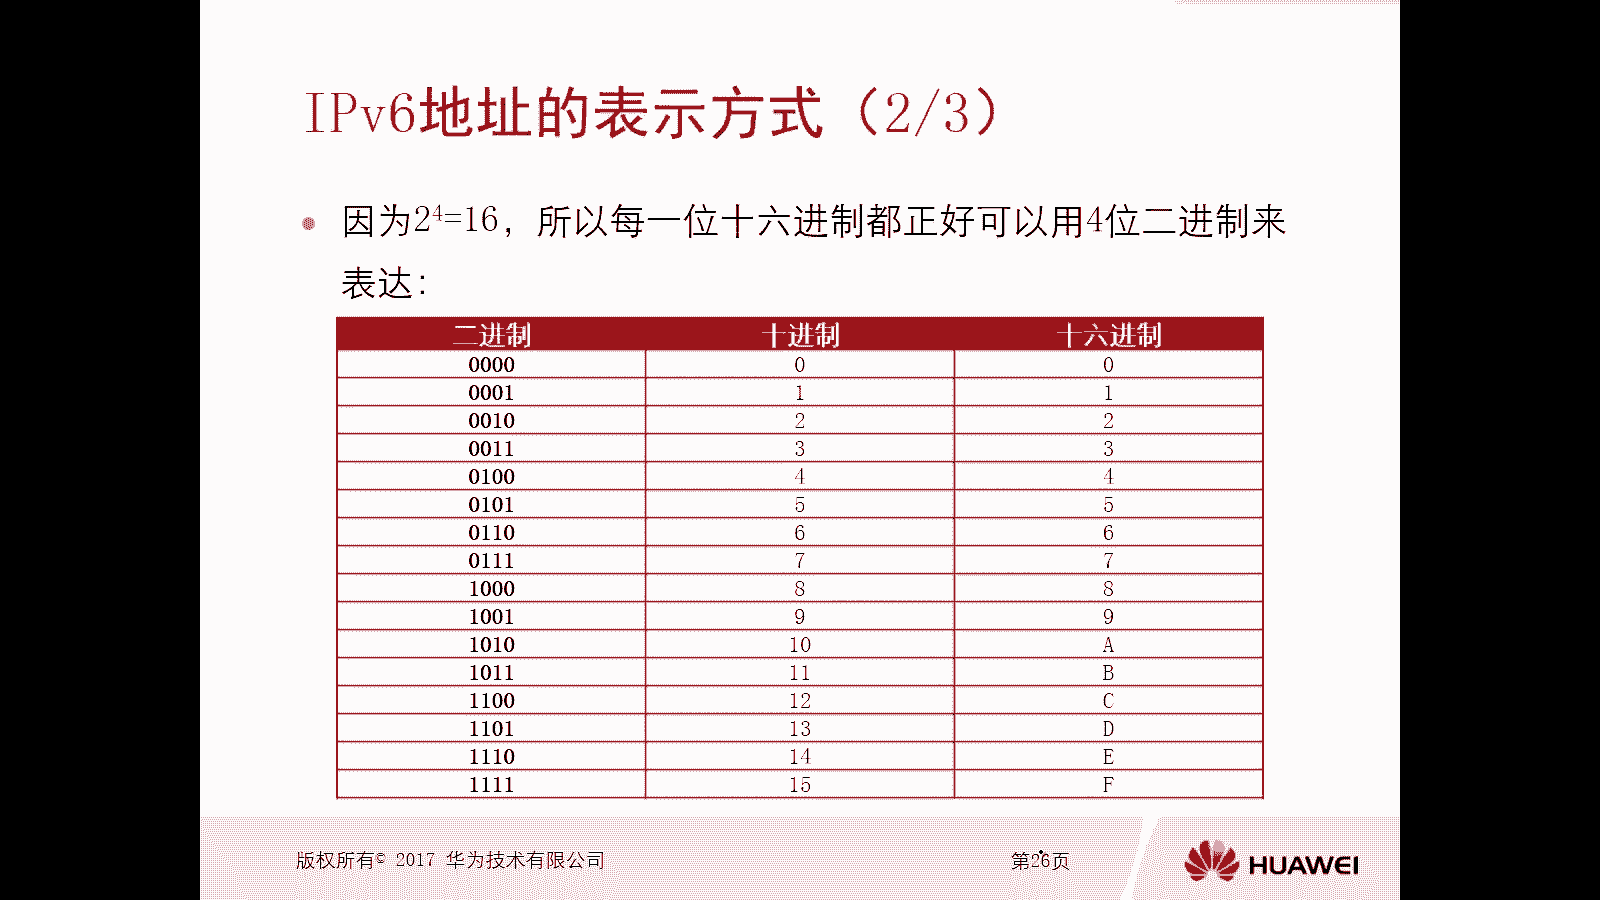 IPv6地址的表示方式（2/3）
因为2⁴=16，所以每一位十六进制都正好可以用4位二进制来
表达：
二进制 十进制 十六进制
0000 0 0
0001 1 1
0010 2 2
0011 3 3
0100 4 4
0101 5 5
0110 6 6
0111 7 7
1000 8 8
1001 9 9
1010 10 A
1011 11 B
1100 12 C
1101 13 D
1110 14 E
1111 15 F
版权所有© 2017 华为技术有限公司
第26页
HUAWEI